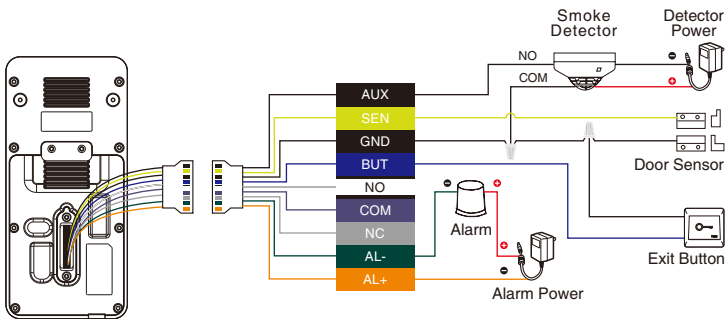 Smoke
Detector
Detector
Power
NO
COM
AUX
SEN
GND
BUT
NO
COM
NC
AL-
AL+
Door Sensor
Alarm
Exit Button
Alarm Power